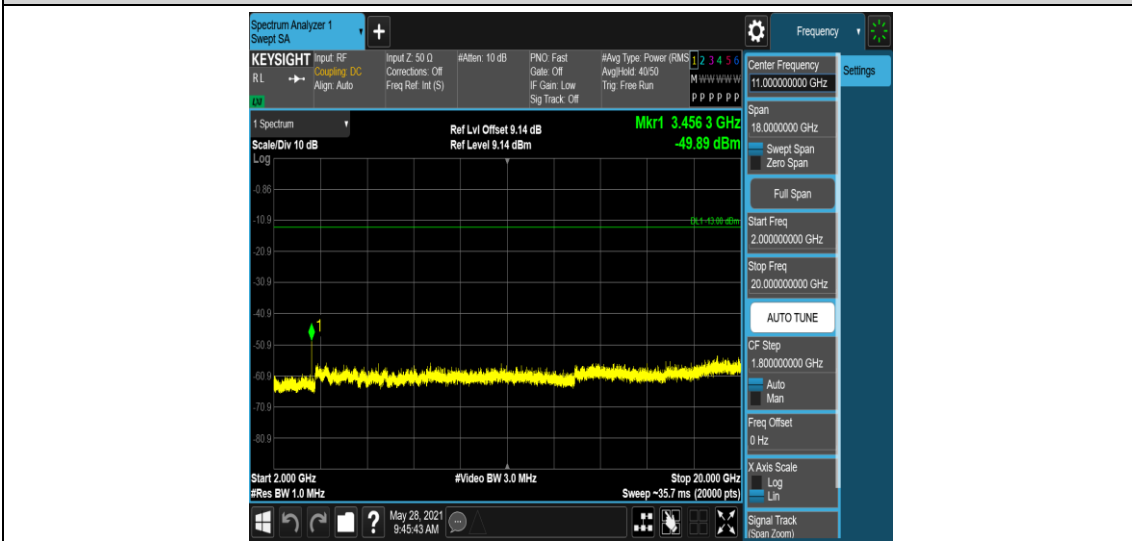 Spectrum Analyzer 1
Swept SA
+
Frequency
KEYSIGHT
RL
LXI
Input: RF
Coupling: DC
Align: Auto
Input Z: 50 Ω
Corrections: Off
Freq Ref: Int (S)
#Atten: 10 dB
PNO: Fast
Gate: Off
IF Gain: Low
Sig Track: Off
#Avg Type: Power (RMS
Avg|Hold: 40/50
Trig: Free Run
1 2 3 4 5 6
M W W W W W
P P P P P P
1 Spectrum
Scale/Div 10 dB
Log
Ref Lvl Offset 9.14 dB
Ref Level 9.14 dBm
Mkr1 3.456 3 GHz
-49.89 dBm
-0.86
-10.9
DL1 -13.00 dBm
-20.9
-30.9
-40.9
1
-50.9
-60.9
-70.9
-80.9
Start 2.000 GHz
#Res BW 1.0 MHz
#Video BW 3.0 MHz
Stop 20.000 GHz
Sweep ~35.7 ms (20000 pts)
Center Frequency
11.000000000 GHz
Settings
Span
18.0000000 GHz
Swept Span
Zero Span
Full Span
Start Freq
2.000000000 GHz
Stop Freq
20.000000000 GHz
AUTO TUNE
CF Step
1.800000000 GHz
Auto
Man
Freq Offset
0 Hz
X Axis Scale
Log
Lin
Signal Track
(Span Zoom)
?
May 28, 2021
9:45:43 AM